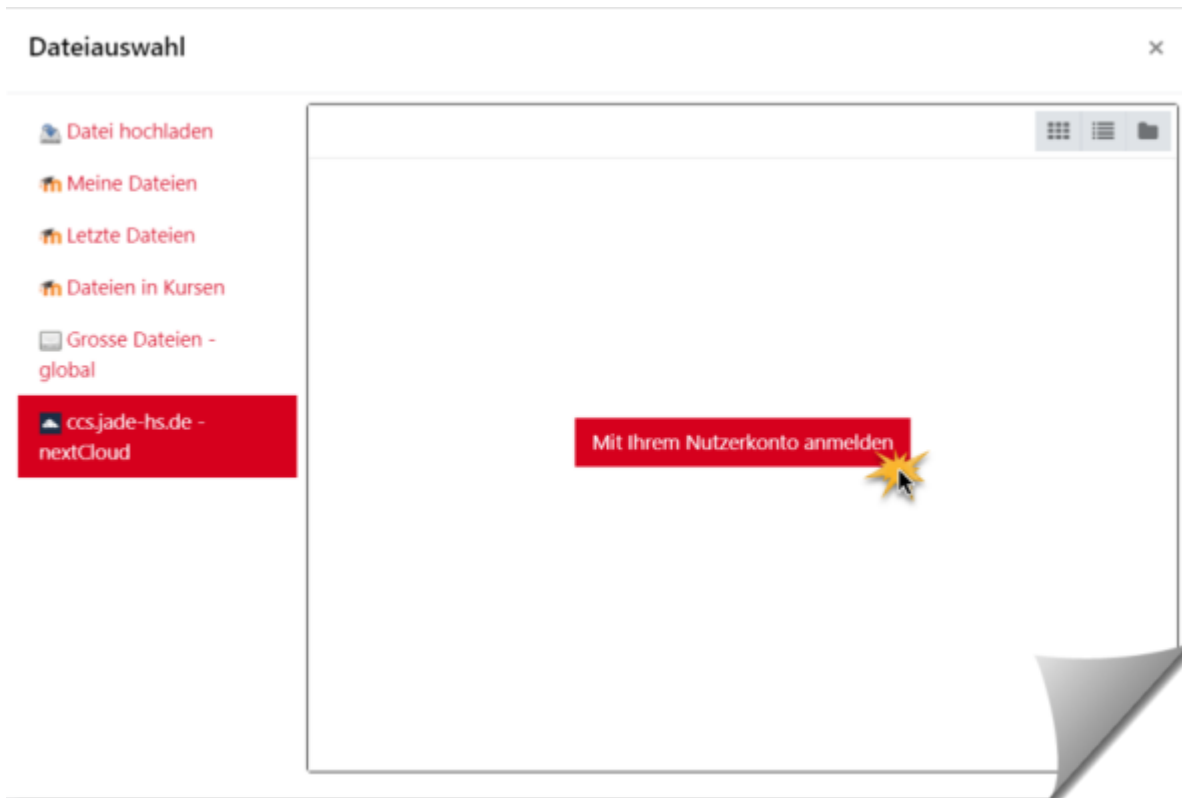 Dateiauswahl
Datei hochladen
Meine Dateien
Letzte Dateien
Dateien in Kursen
Grosse Dateien -
global
ccs.jade-hs.de -
nextCloud
Mit Ihrem Nutzerkonto anmelden